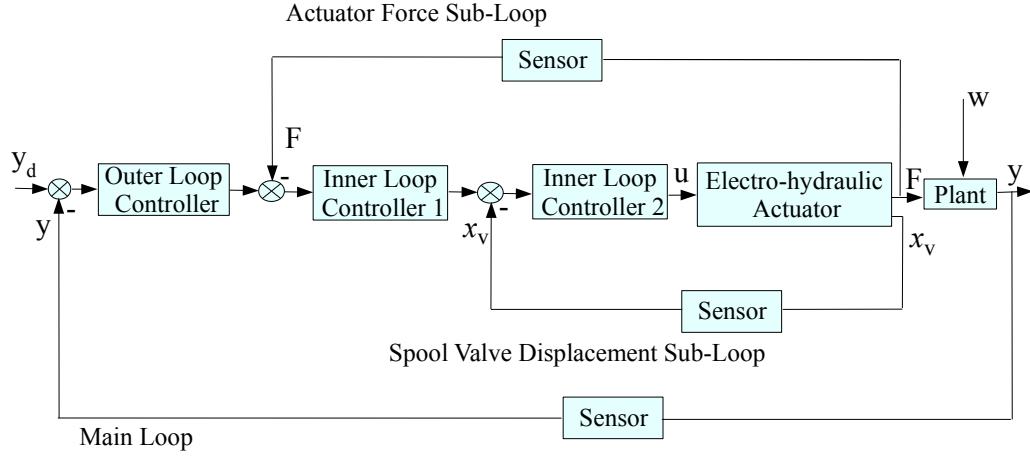 Actuator Force Sub-Loop
Sensor
w
F
y_d
Outer Loop
Controller
-
Inner Loop
Controller 1
-
Inner Loop
Controller 2
-
u
Electro-hydraulic
Actuator
F
Plant
y
y
x_v
x_v
Sensor
Spool Valve Displacement Sub-Loop
Sensor
Main Loop